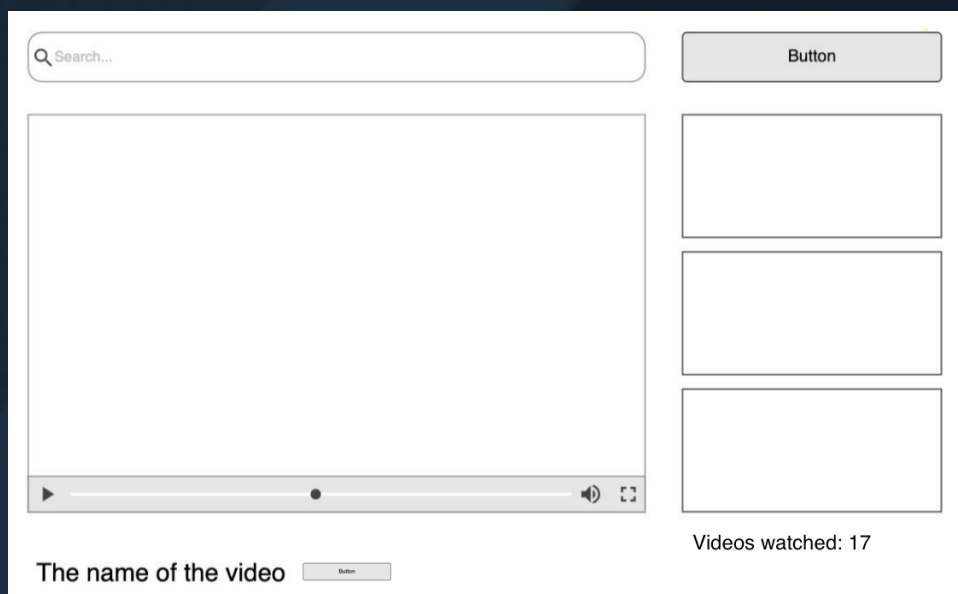 Search...
Button
Videos watched: 17
The name of the video
Button